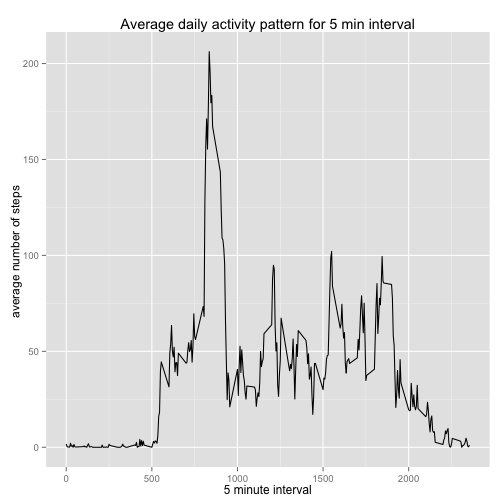 Average daily activity pattern for 5 min interval
200
150
100
50
0
average number of steps
0 500 1000 1500 2000
5 minute interval